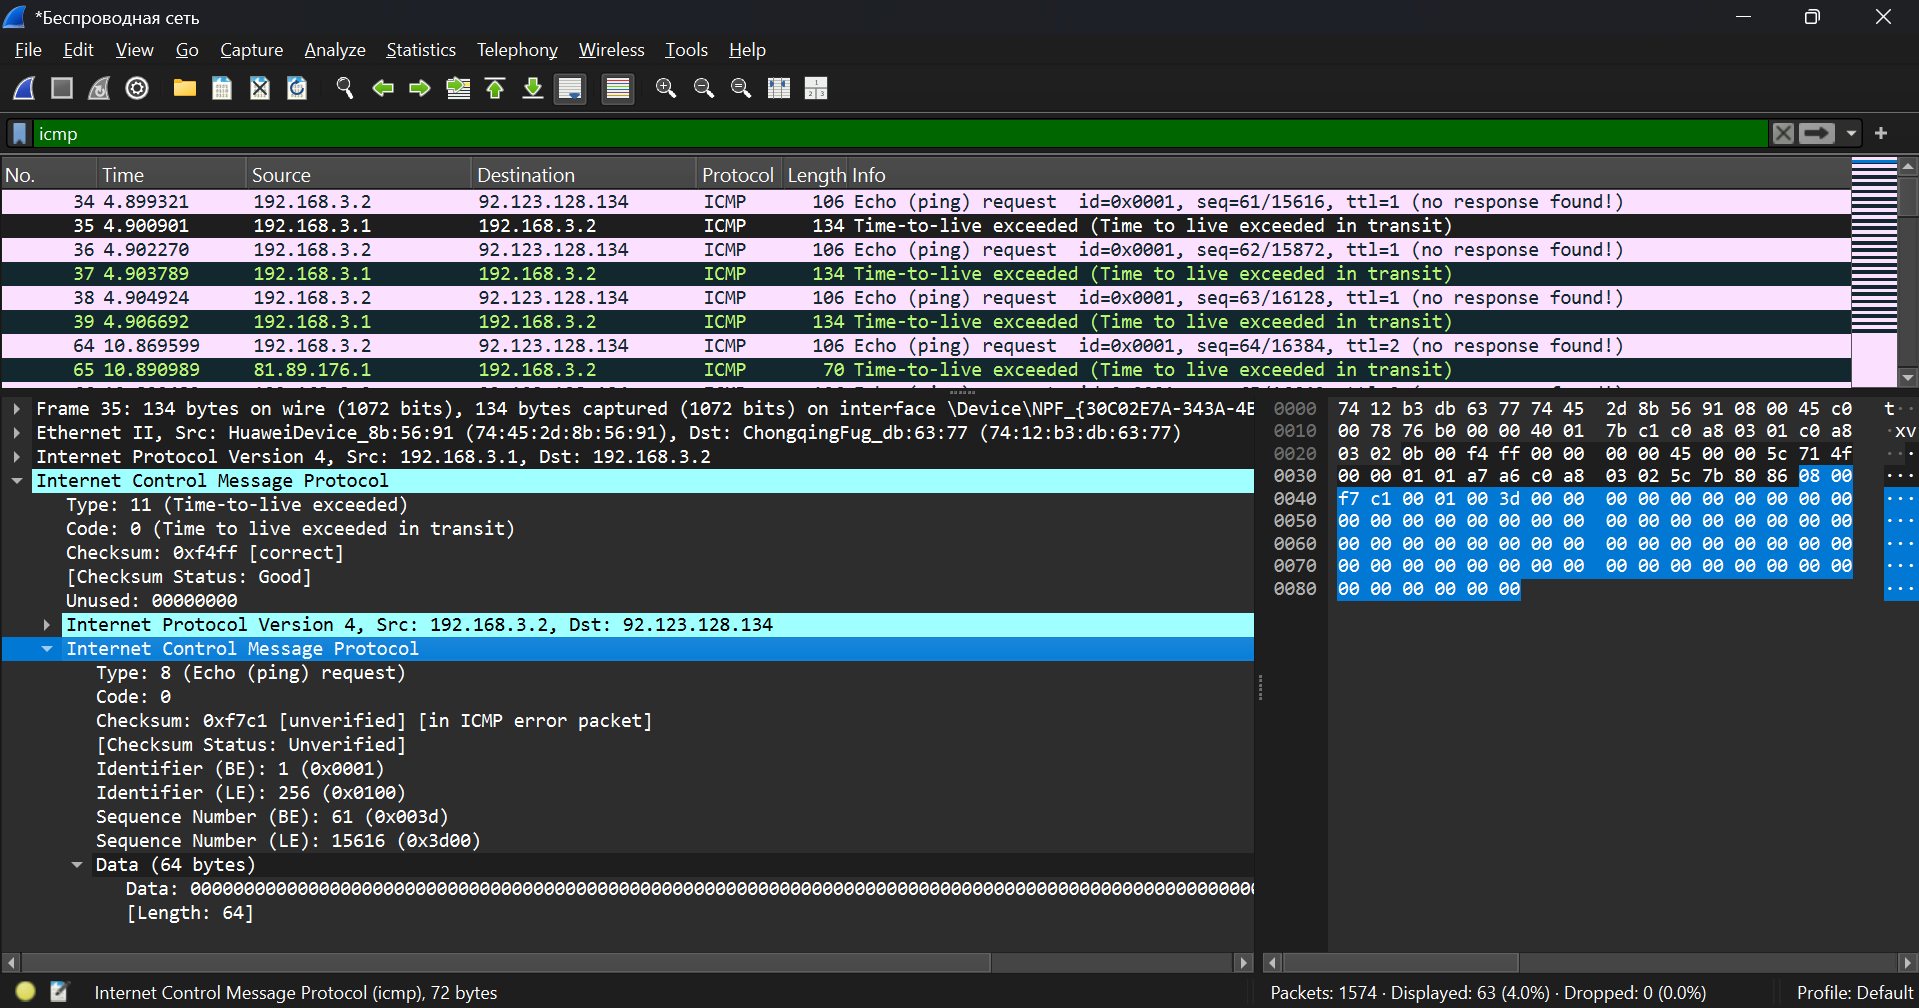 *Беспроводная сеть
File Edit View Go Capture Analyze Statistics Telephony Wireless Tools Help
icmp
No. Time Source Destination Protocol Length Info
34 4.899321 192.168.3.2 92.123.128.134 ICMP 106 Echo (ping) request id=0x0001, seq=61/15616, ttl=1 (no response found!)
35 4.900901 192.168.3.1 192.168.3.2 ICMP 134 Time-to-live exceeded (Time to live exceeded in transit)
36 4.902270 192.168.3.2 92.123.128.134 ICMP 106 Echo (ping) request id=0x0001, seq=62/15872, ttl=1 (no response found!)
37 4.903789 192.168.3.1 192.168.3.2 ICMP 134 Time-to-live exceeded (Time to live exceeded in transit)
38 4.904924 192.168.3.2 92.123.128.134 ICMP 106 Echo (ping) request id=0x0001, seq=63/16128, ttl=1 (no response found!)
39 4.906692 192.168.3.1 192.168.3.2 ICMP 134 Time-to-live exceeded (Time to live exceeded in transit)
64 10.869599 192.168.3.2 92.123.128.134 ICMP 106 Echo (ping) request id=0x0001, seq=64/16384, ttl=2 (no response found!)
65 10.890989 81.89.176.1 192.168.3.2 ICMP 70 Time-to-live exceeded (Time to live exceeded in transit)
Frame 35: 134 bytes on wire (1072 bits), 134 bytes captured (1072 bits) on interface \Device\NPF_{30C02E7A-343A-4E
Ethernet II, Src: HuaweiDevice_8b:56:91 (74:45:2d:8b:56:91), Dst: ChongqingFug_db:63:77 (74:12:b3:db:63:77)
Internet Protocol Version 4, Src: 192.168.3.1, Dst: 192.168.3.2
Internet Control Message Protocol
Type: 11 (Time-to-live exceeded)
Code: 0 (Time to live exceeded in transit)
Checksum: 0xf4ff [correct]
[Checksum Status: Good]
Unused: 00000000
Internet Protocol Version 4, Src: 192.168.3.2, Dst: 92.123.128.134
Internet Control Message Protocol
Type: 8 (Echo (ping) request)
Code: 0
Checksum: 0xf7c1 [unverified] [in ICMP error packet]
[Checksum Status: Unverified]
Identifier (BE): 1 (0x0001)
Identifier (LE): 256 (0x0100)
Sequence Number (BE): 61 (0x003d)
Sequence Number (LE): 15616 (0x3d00)
Data (64 bytes)
Data: 0000000000000000000000000000000000000000000000000000000000000000000000000000000000000000000000000000
[Length: 64]
0000 74 12 b3 db 63 77 74 45 2d 8b 56 91 08 00 45 c0 t··
0010 00 78 76 b0 00 00 40 01 7b c1 c0 a8 03 01 c0 a8 ·xv
0020 03 02 0b 00 f4 ff 00 00 00 00 45 00 00 5c 71 4f ···
0030 00 00 01 01 a7 a6 c0 a8 03 02 5c 7b 80 86 08 00 ···
0040 f7 c1 00 01 00 3d 00 00 00 00 00 00 00 00 00 00 ···
0050 00 00 00 00 00 00 00 00 00 00 00 00 00 00 00 00 ···
0060 00 00 00 00 00 00 00 00 00 00 00 00 00 00 00 00 ···
0070 00 00 00 00 00 00 00 00 00 00 00 00 00 00 00 00 ···
0080 00 00 00 00 00 00 ···
Internet Control Message Protocol (icmp), 72 bytes
Packets: 1574 · Displayed: 63 (4.0%) · Dropped: 0 (0.0%)
Profile: Default